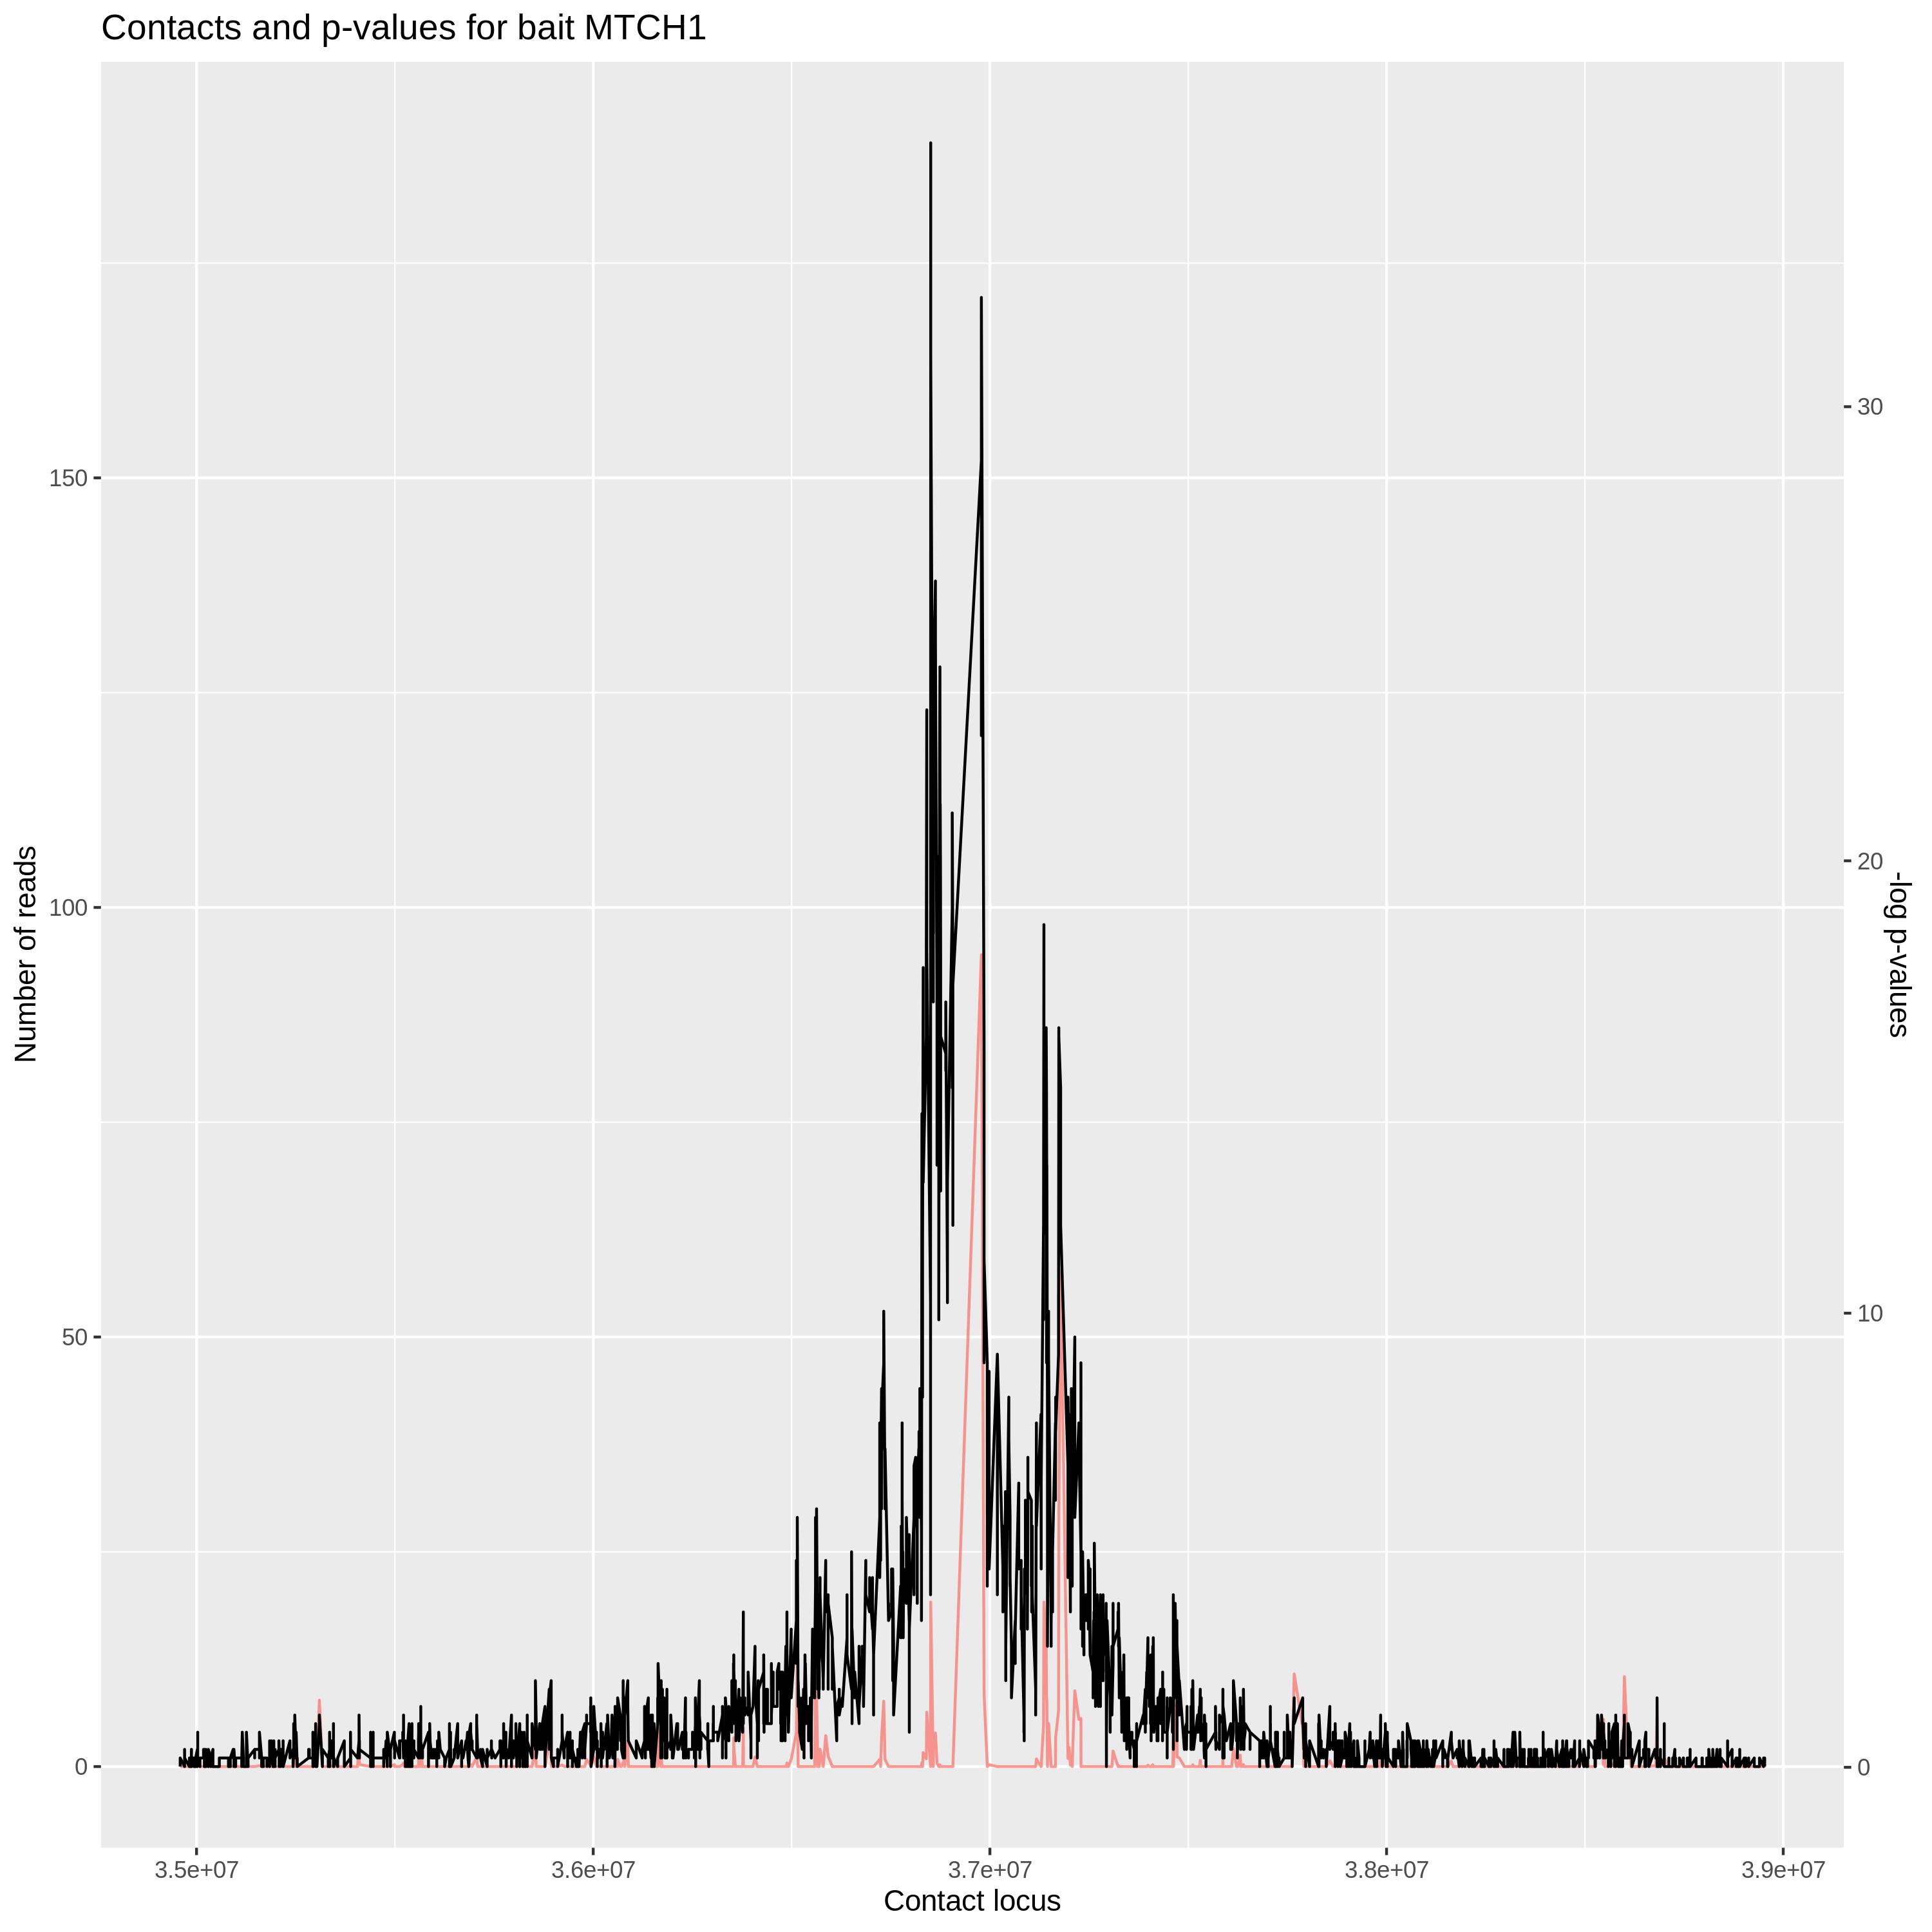 Contacts and p-values for bait MTCH1
Number of reads
150
100
50
0
30
20
10
0
-log p-values
3.5e+07 3.6e+07 3.7e+07 3.8e+07 3.9e+07
Contact locus